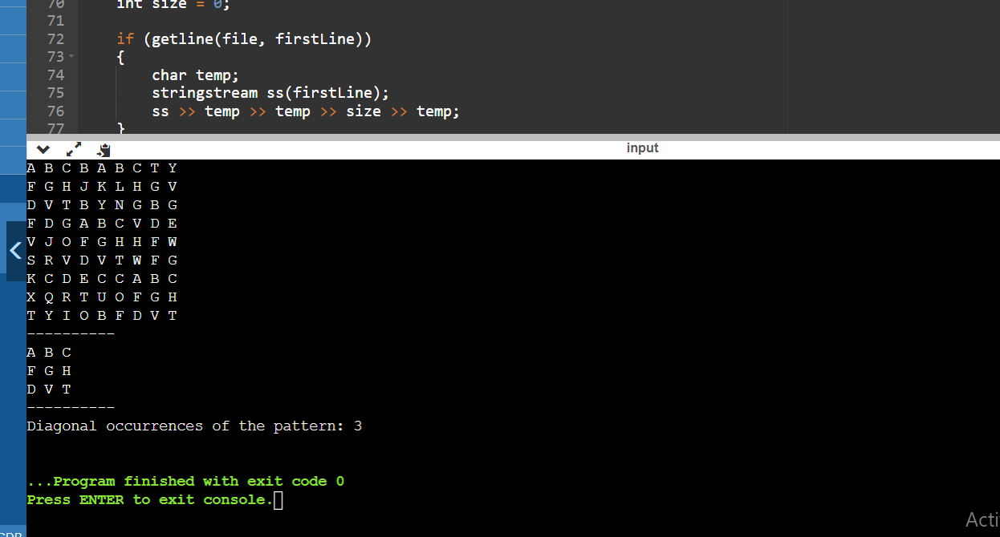 70 int size = 0;
71
72 if (getline(file, firstLine))
73 {
74 char temp;
75 stringstream ss(firstLine);
76 ss >> temp >> temp >> size >> temp;
77 }
input
A B C B A B C T Y
F G H J K L H G V
D V T B Y N G B G
F D G A B C V D E
V J O F G H H F W
S R V D V T W F G
K C D E C C A B C
X Q R T U O F G H
T Y I O B F D V T
----------
A B C
F G H
D V T
----------
Diagonal occurrences of the pattern: 3
...Program finished with exit code 0
Press ENTER to exit console.
Acti